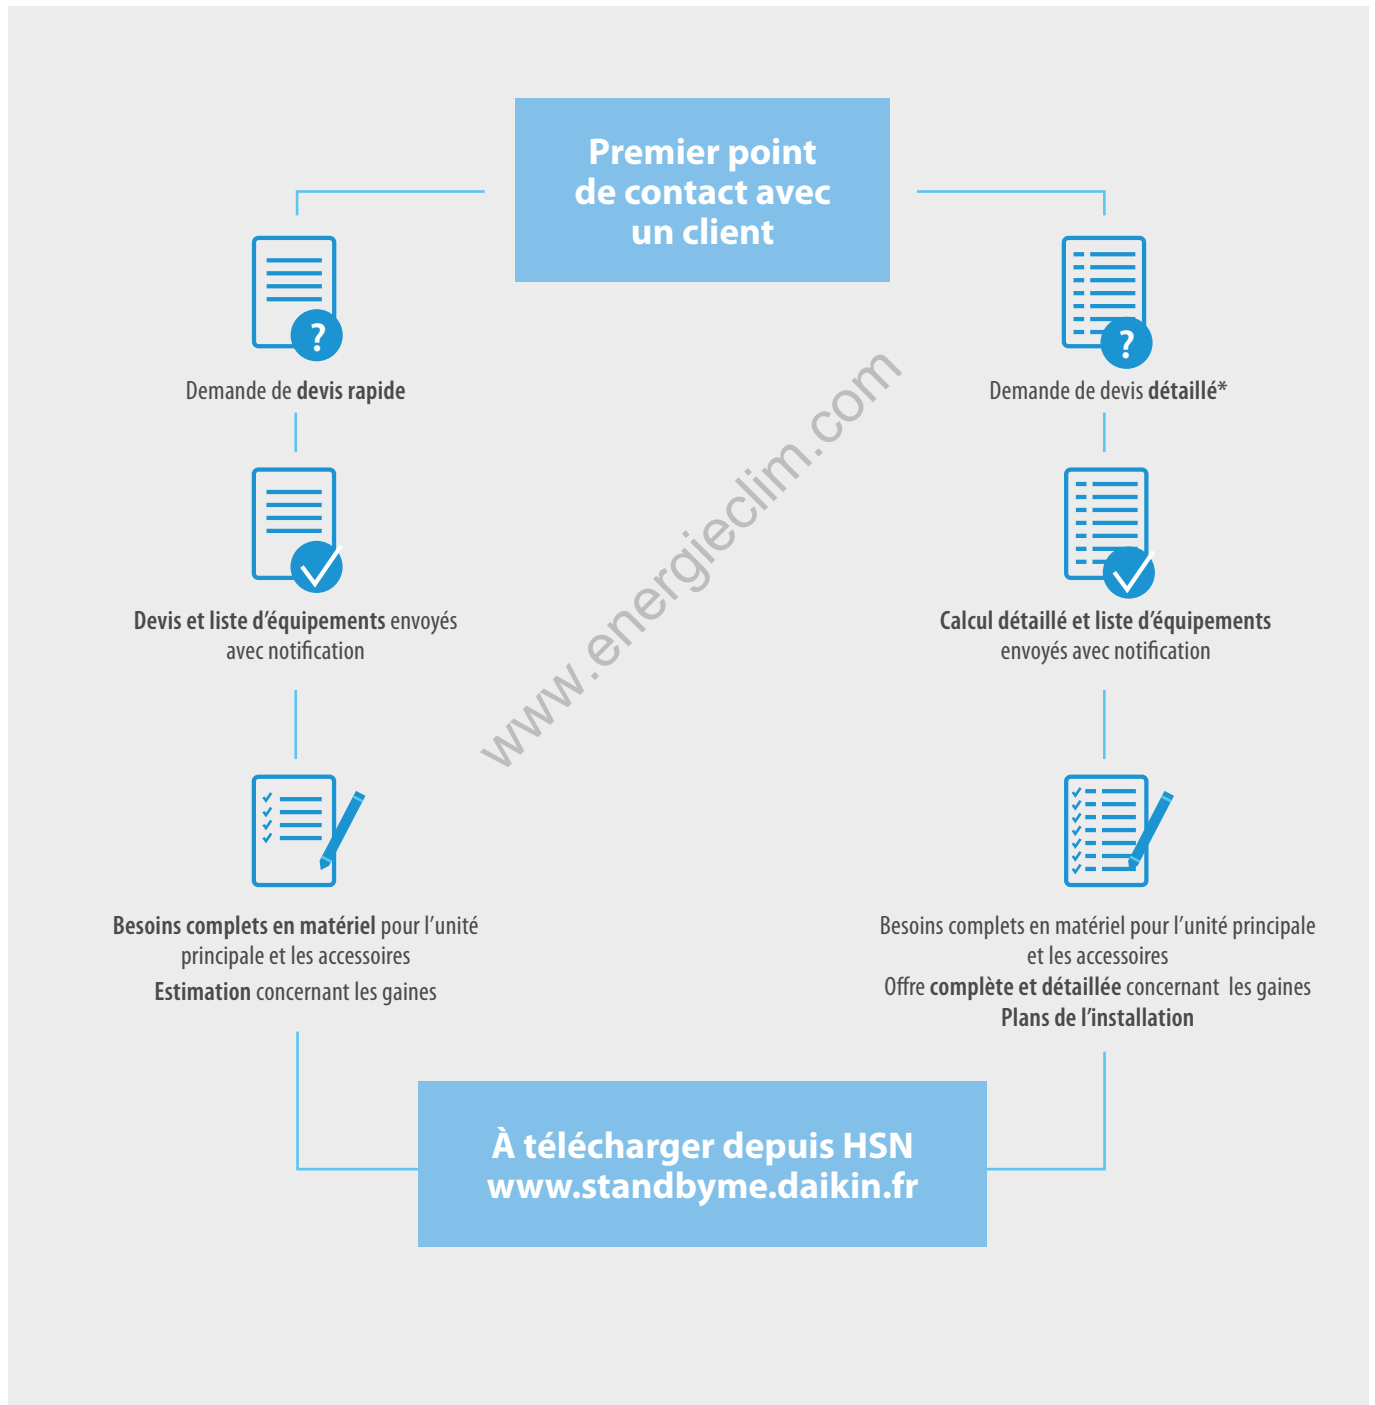 Premier point
de contact avec
un client
?
Demande de devis rapide
Devis et liste d’équipements envoyés
avec notification
Besoins complets en matériel pour l’unité
principale et les accessoires
Estimation concernant les gaines
?
Demande de devis détaillé*
Calcul détaillé et liste d’équipements
envoyés avec notification
Besoins complets en matériel pour l’unité principale
et les accessoires
Offre complète et détaillée concernant les gaines
Plans de l’installation
www.energieclim.com
À télécharger depuis HSN
www.standbyme.daikin.fr